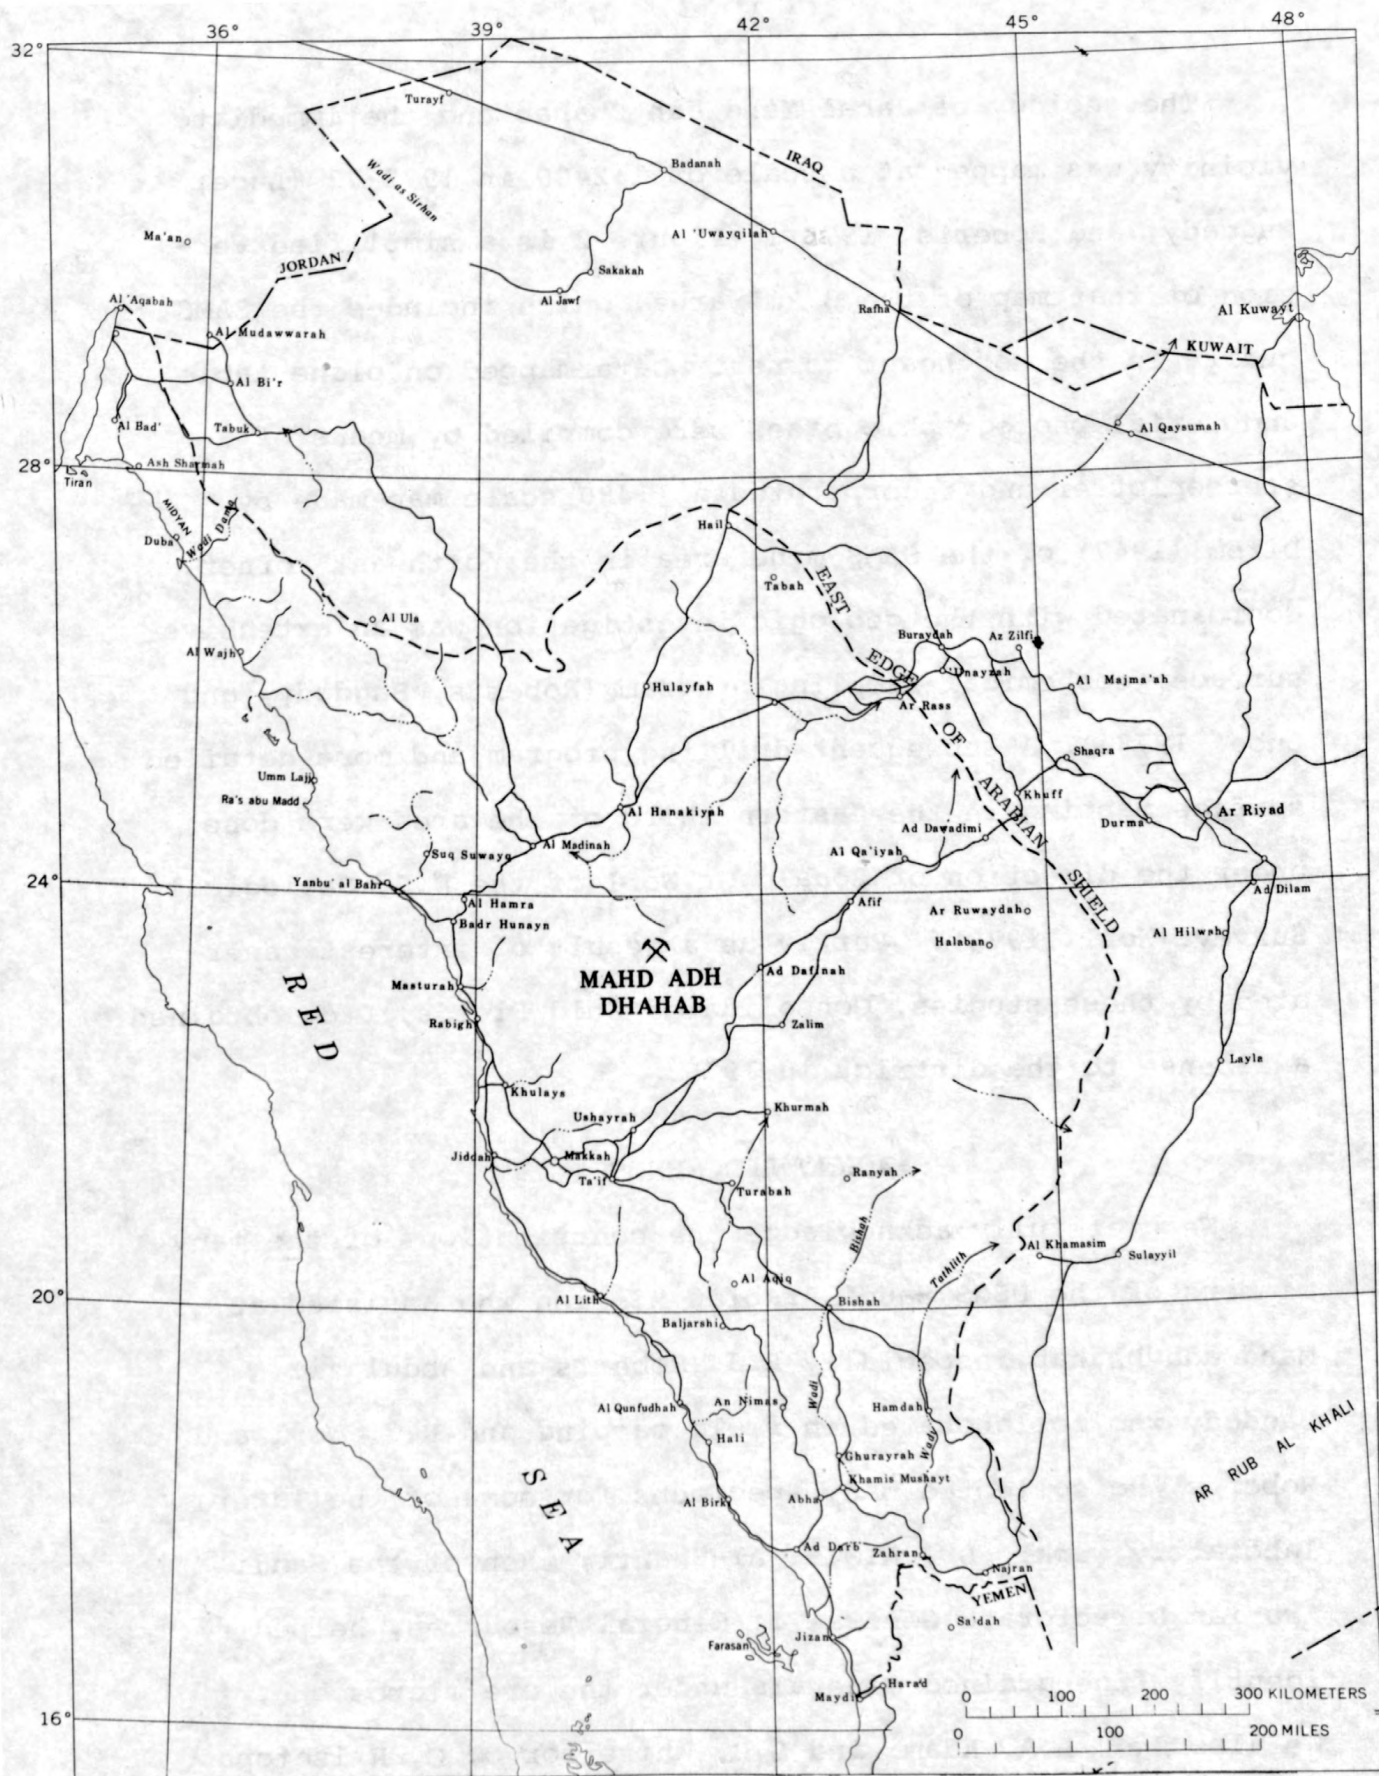 36°
39°
42°
45°
48°
32°
Turayf
IRAQ
Badanah
Wadi as Sirhan
Ma'an
Al 'Uwayqilah
JORDAN
Sakakah
Al Jawf
Al 'Aqabah
Rafha
Al Kuwayt
Al Mudawwarah
KUWAIT
Al Bi'r
Al Bad'
Tabuk
Al Qaysumah
28°
Ash Sharmah
Tiran
MIDYAN
Wadi Dama
Hail
Duba
EAST
Tabah
Al Ula
Buraydah
Az Zilfi
Al Wajh
EDGE
'Unayzah
Hulayfah
Al Majma'ah
Ar Rass
OF
Shaqra
Umm Lajj
ARABIAN
Ra's abu Madd
Khuff
Al Hanakiyah
Ar Riyad
Durma
Ad Dawadimi
Al Madinah
Suq Suwayq
Al Qa'iyah
24°
Yanbu' al Bahr
SHIELD
Ad Dilam
Al Hamra
Afif
Ar Ruwaydah
Badr Hunayn
Al Hilwah
Halaban
MAHD ADH
DHAHAB
Ad Dafinah
Masturah
RED
Rabigh
Zalim
Layla
Khulays
Ushayrah
Khurmah
Jiddah
Makkah
Ta'if
Ranyah
Turabah
Bishah
Al Khamasim
Sulayyil
Tathlith
Al Aqiq
20°
Al Lith
Bishah
Baljarshi
Wadi
An Nimas
Al Qunfudhah
Hamdah
Hali
Wady
Ghurayrah
AR RUB AL KHALI
Khamis Mushayt
SEA
Al Birk
Abha
Ad Darb
Zahran
Najran
YEMEN
Sa'dah
Farasan
Jizan
Harad
Maydi
0 100 200 300 KILOMETERS
16°
0 100 200 MILES